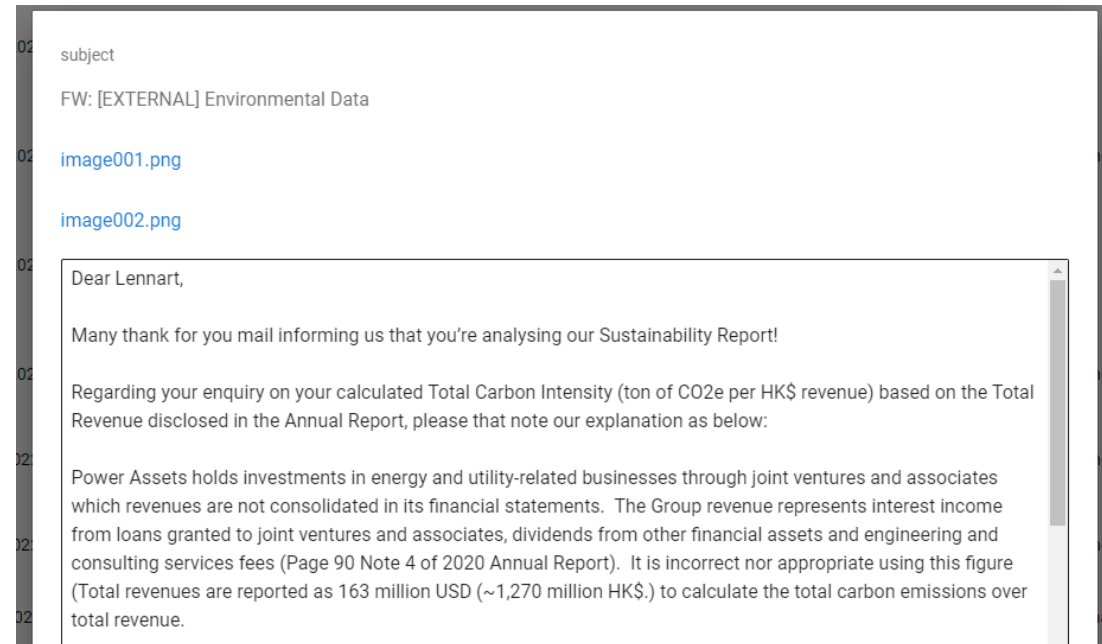 subject
FW: [EXTERNAL] Environmental Data
image001.png
image002.png
Dear Lennart,
Many thank for you mail informing us that you're analysing our Sustainability Report!
Regarding your enquiry on your calculated Total Carbon Intensity (ton of CO2e per HK$ revenue) based on the Total
Revenue disclosed in the Annual Report, please that note our explanation as below:
Power Assets holds investments in energy and utility-related businesses through joint ventures and associates
which revenues are not consolidated in its financial statements.  The Group revenue represents interest income
from loans granted to joint ventures and associates, dividends from other financial assets and engineering and
consulting services fees (Page 90 Note 4 of 2020 Annual Report).  It is incorrect nor appropriate using this figure
(Total revenues are reported as 163 million USD (~1,270 million HK$.) to calculate the total carbon emissions over
total revenue.